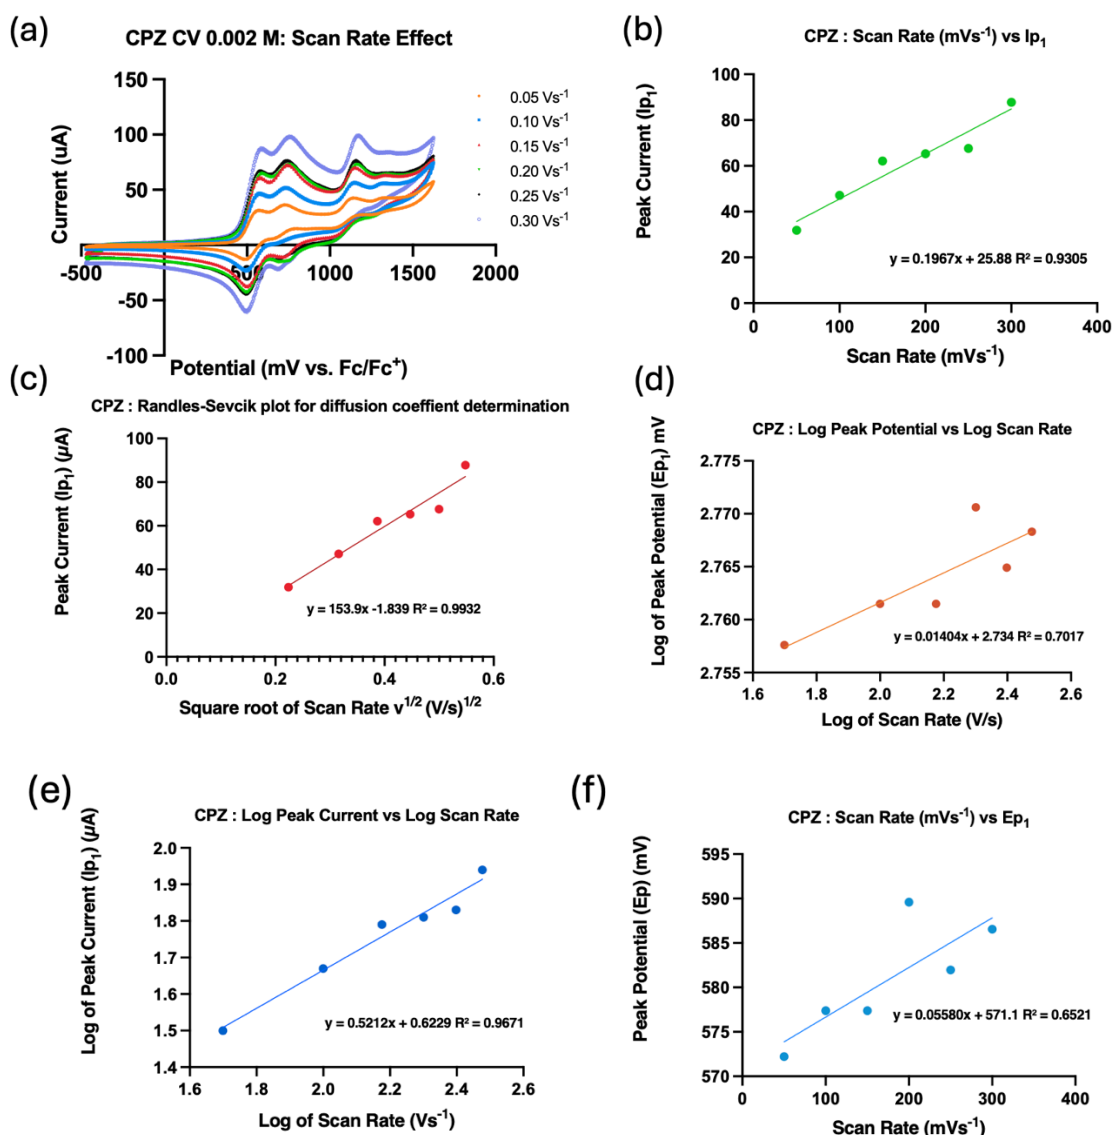 (a)
CPZ CV 0.002 M: Scan Rate Effect
150
100
50
-50
-100
-500
500
1000
1500
2000
Current (uA)
Potential (mV vs. Fc/Fc⁺)
0.05 Vs⁻¹
0.10 Vs⁻¹
0.15 Vs⁻¹
0.20 Vs⁻¹
0.25 Vs⁻¹
0.30 Vs⁻¹
(b)
CPZ : Scan Rate (mVs⁻¹) vs Ip₁
Peak Current (Ip₁)
100
80
60
40
20
0
y = 0.1967x + 25.88 R² = 0.9305
0
100
200
300
400
Scan Rate (mVs⁻¹)
(c)
CPZ : Randles-Sevcik plot for diffusion coeffient determination
Peak Current (Ip₁) (µA)
100
80
60
40
20
0
y = 153.9x -1.839 R² = 0.9932
0.0
0.2
0.4
0.6
Square root of Scan Rate v¹ᐟ² (V/s)¹ᐟ²
(d)
CPZ : Log Peak Potential vs Log Scan Rate
Log of Peak Potential (Ep₁) mV
2.775
2.770
2.765
2.760
2.755
y = 0.01404x + 2.734 R² = 0.7017
1.6
1.8
2.0
2.2
2.4
2.6
Log of Scan Rate (V/s)
(e)
CPZ : Log Peak Current vs Log Scan Rate
Log of Peak Current (Ip₁) (µA)
2.0
1.9
1.8
1.7
1.6
1.5
1.4
y = 0.5212x + 0.6229 R² = 0.9671
1.6
1.8
2.0
2.2
2.4
2.6
Log of Scan Rate (Vs⁻¹)
(f)
CPZ : Scan Rate (mVs⁻¹) vs Ep₁
Peak Potential (Ep) (mV)
595
590
585
580
575
570
y = 0.05580x + 571.1 R² = 0.6521
0
100
200
300
400
Scan Rate (mVs⁻¹)